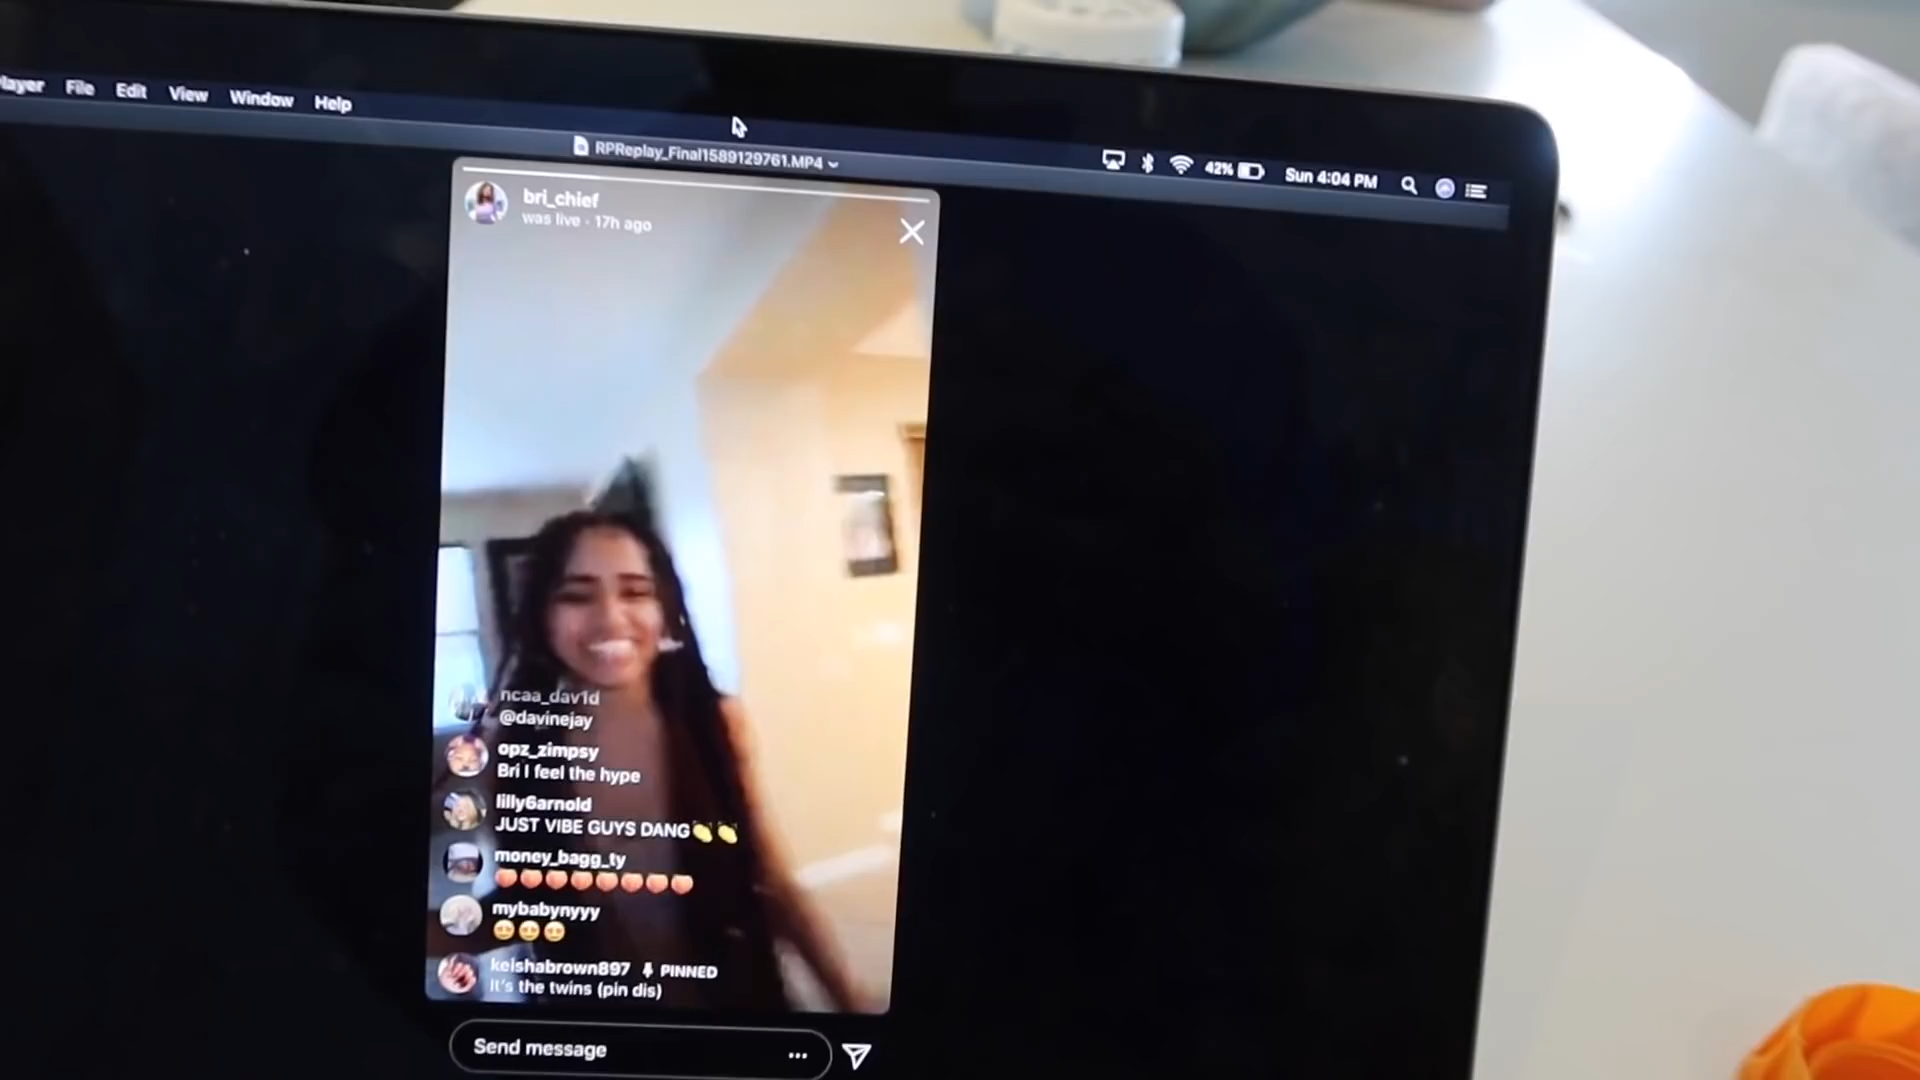 layer File Edit View Window Help
RPReplay_Final1589129761.MP4
42% Sun 4:04 PM
bri_chief
was live · 17h ago
ncaa_dav1d
@davinejay
opz_zimpsy
Bri I feel the hype
lilly6arnold
JUST VIBE GUYS DANG
money_bagg_ty
mybabynyyy
keishabrown897 PINNED
It's the twins (pin dis)
Send message